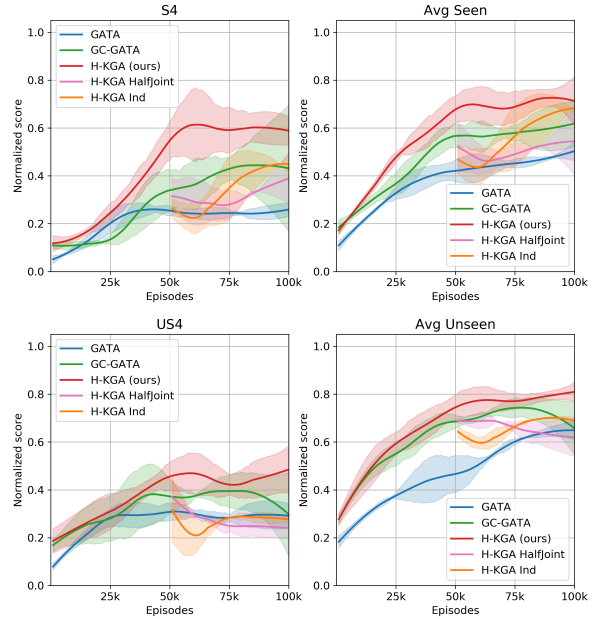 S4
Normalized score
1.0
0.8
0.6
0.4
0.2
0.0
GATA
GC-GATA
H-KGA (ours)
H-KGA HalfJoint
H-KGA Ind
25k 50k 75k 100k
Episodes
Avg Seen
Normalized score
1.0
0.8
0.6
0.4
0.2
0.0
GATA
GC-GATA
H-KGA (ours)
H-KGA HalfJoint
H-KGA Ind
25k 50k 75k 100k
Episodes
US4
Normalized score
1.0
0.8
0.6
0.4
0.2
0.0
GATA
GC-GATA
H-KGA (ours)
H-KGA HalfJoint
H-KGA Ind
25k 50k 75k 100k
Episodes
Avg Unseen
Normalized score
1.0
0.8
0.6
0.4
0.2
0.0
GATA
GC-GATA
H-KGA (ours)
H-KGA HalfJoint
H-KGA Ind
25k 50k 75k 100k
Episodes